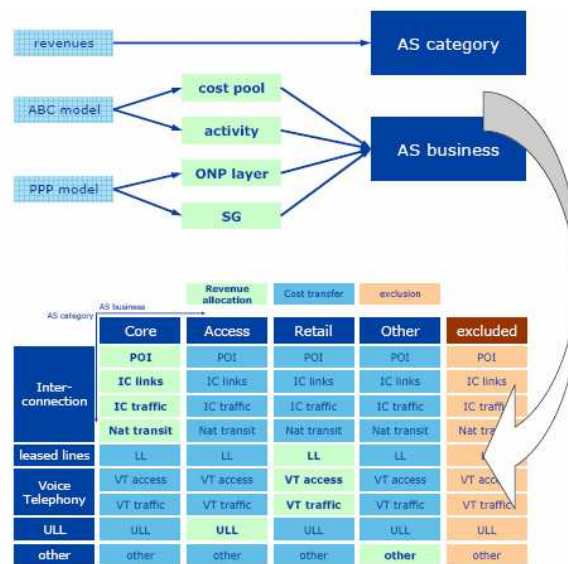 revenues
AS category
cost pool
ABC model
activity
AS business
ONP layer
PPP model
SG
Revenue
allocation
Cost transfer
exclusion
AS business
AS category
Core Access Retail Other excluded
Inter-
connection
POI POI POI POI POI
IC links IC links IC links IC links IC links
IC traffic IC traffic IC traffic IC traffic IC traffic
Nat transit Nat transit Nat transit Nat transit Nat
leased lines LL LL LL LL
Voice
Telephony
VT access VT access VT access VT access VT
VT traffic VT traffic VT traffic VT traffic VT traffic
ULL ULL ULL ULL ULL ULL
other other other other other other